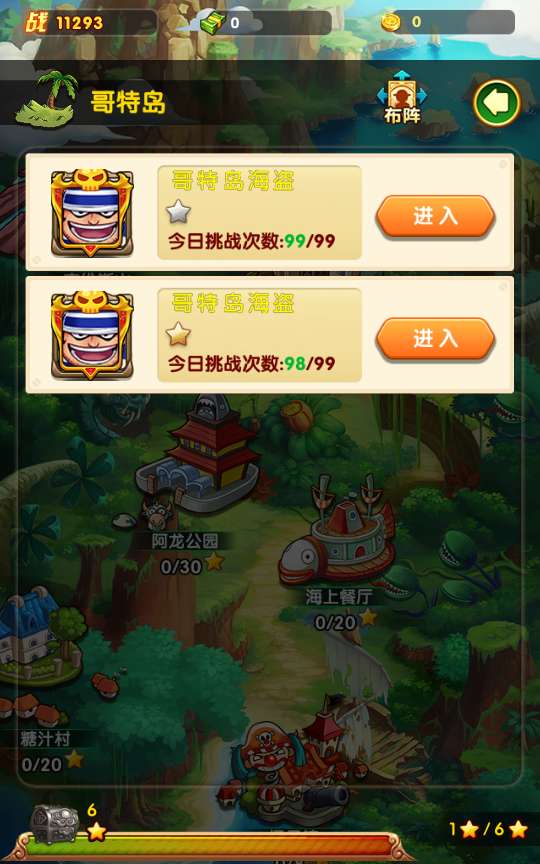 战 11293
0
0
哥特岛
布阵
哥特岛海盗
今日挑战次数:99/99
进入
哥特岛海盗
今日挑战次数:98/99
进入
阿龙公园
0/30
海上餐厅
0/20
糖汁村
0/20
6
1 / 6